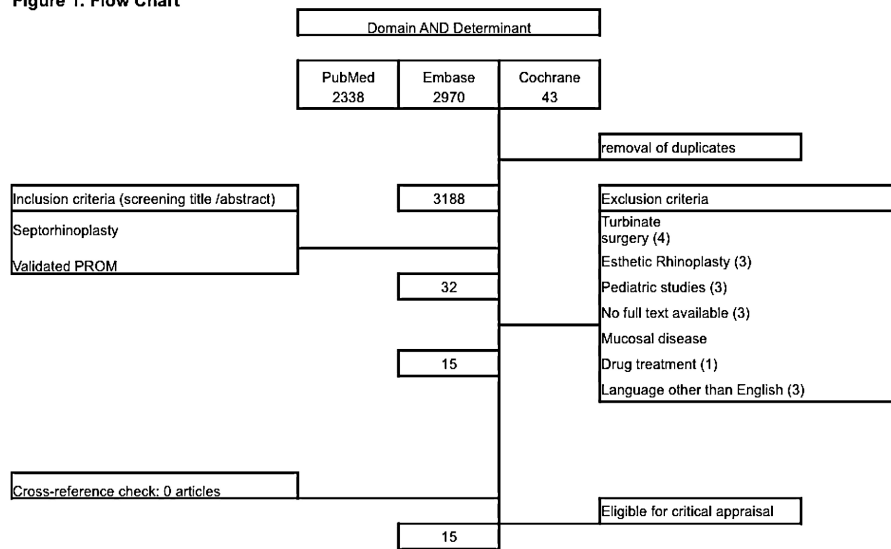 Figure 1. Flow Chart
Domain AND Determinant
PubMed
2338
Embase
2970
Cochrane
43
removal of duplicates
Inclusion criteria (screening title /abstract)
Septorhinoplasty
Validated PROM
3188
Exclusion criteria
Turbinate
surgery (4)
Esthetic Rhinoplasty (3)
Pediatric studies (3)
No full text available (3)
Mucosal disease
Drug treatment (1)
Language other than English (3)
32
15
Cross-reference check: 0 articles
Eligible for critical appraisal
15